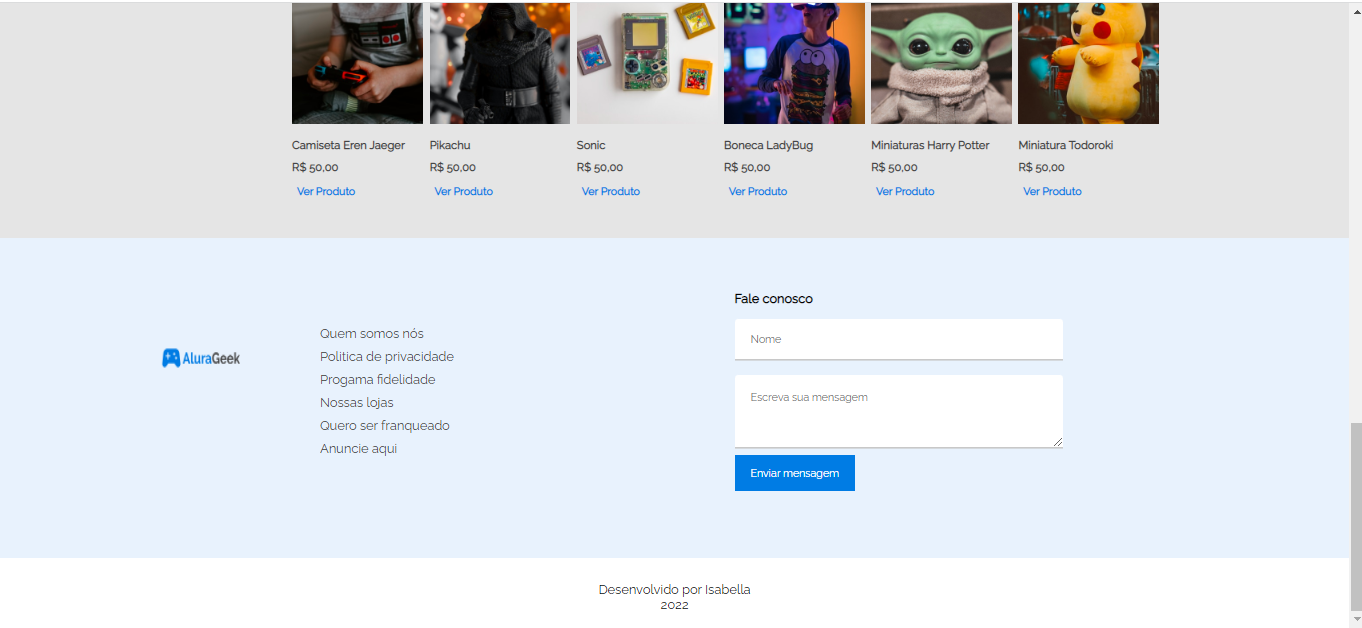 Camiseta Eren Jaeger
R$ 50,00
Ver Produto
Pikachu
R$ 50,00
Ver Produto
Sonic
R$ 50,00
Ver Produto
Boneca LadyBug
R$ 50,00
Ver Produto
Miniaturas Harry Potter
R$ 50,00
Ver Produto
Miniatura Todoroki
R$ 50,00
Ver Produto
AluraGeek
Quem somos nós
Politica de privacidade
Progama fidelidade
Nossas lojas
Quero ser franqueado
Anuncie aqui
Fale conosco
Nome
Escreva sua mensagem
Enviar mensagem
Desenvolvido por Isabella
2022